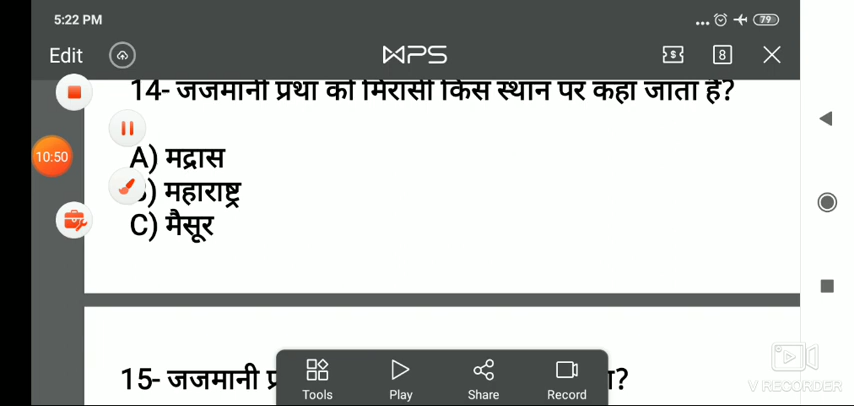 5:22 PM
79
Edit
WPS
8
14- जजमानी प्रथा को मिरासी किस स्थान पर कहा जाता है?
10:50
A) मद्रास
) महाराष्ट्र
C) मैसूर
15- जजमानी
?
Tools
Play
Share
Record
V RECORDER